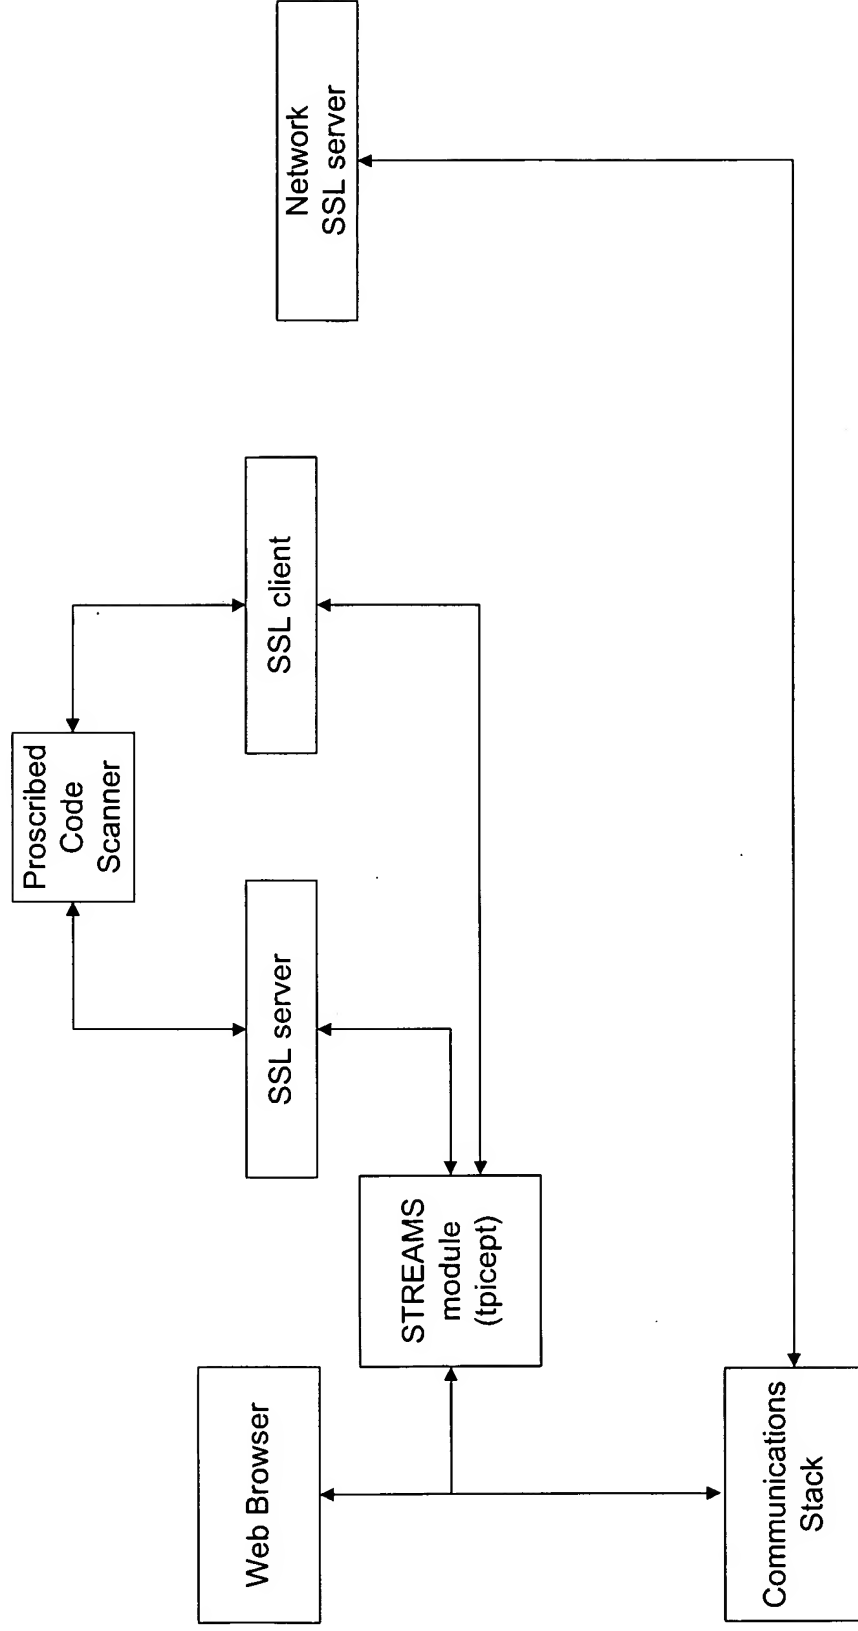 Proscribed
Code
Scanner
Web Browser
SSL server
SSL client
Network
SSL server
STREAMS
module
(tpicept)
Communications
Stack